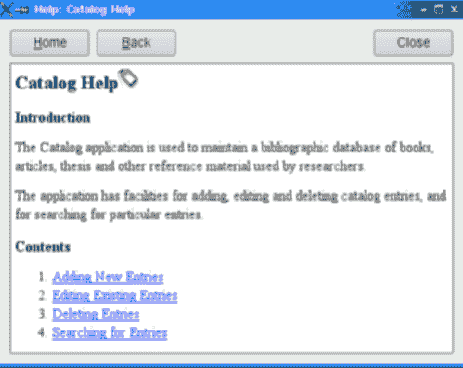 Help: Catalog Help
Home Back Close
Catalog Help
Introduction
The Catalog application is used to maintain a bibliographic database of books,
articles, thesis and other reference material used by researchers.
The application has facilities for adding, editing and deleting catalog entries, and
for searching for particular entries.
Contents
1. Adding New Entries
2. Editing Existing Entries
3. Deleting Entries
4. Searching for Entries